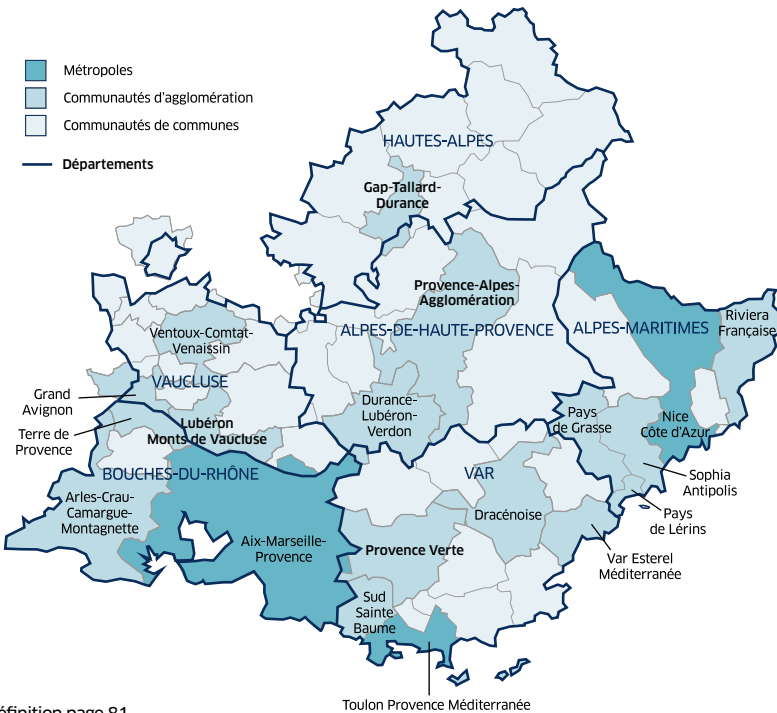 Métropoles
Communautés d'agglomération
Communautés de communes
Départements
HAUTES-ALPES
Gap-Tallard-
Durance
Provence-Alpes-
Agglomération
ALPES-DE-HAUTE-PROVENCE
ALPES-MARITIMES
Riviera
Française
Ventoux-Comtat-
Venaissin
VAUCLUSE
Grand
Avignon
Terre de
Provence
Lubéron
Monts de Vaucluse
Durance-
Lubéron-
Verdon
Pays
de Grasse
Nice
Côte d'Azur
BOUCHES-DU-RHÔNE
VAR
Sophia
Antipolis
Arles-Crau-
Camargue-
Montagnette
Dracénoise
Pays
de Lérins
Aix-Marseille-
Provence
Provence Verte
Var Esterel
Méditerranée
Sud
Sainte
Baume
Toulon Provence Méditerranée